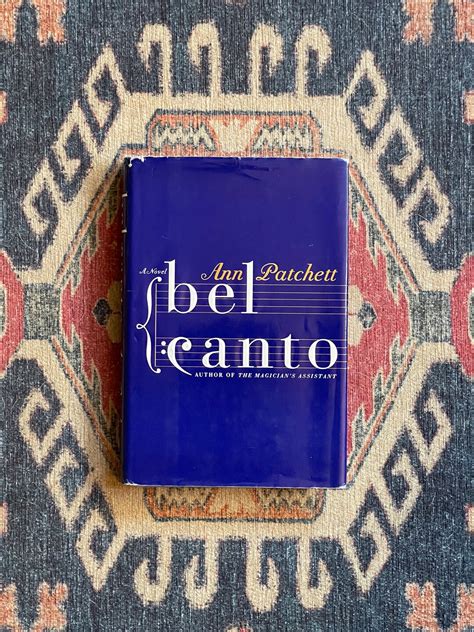 Ann Patchett
A Novel
bel
canto
AUTHOR OF THE MAGICIAN'S ASSISTANT